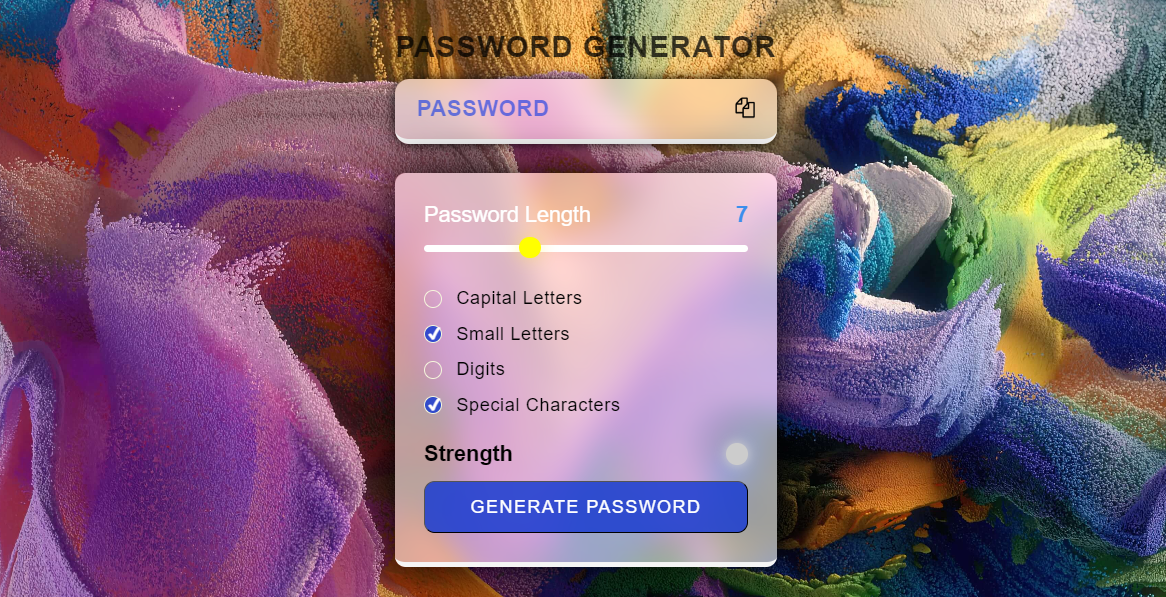 PASSWORD GENERATOR
PASSWORD
Password Length 7
Capital Letters
Small Letters
Digits
Special Characters
Strength
GENERATE PASSWORD